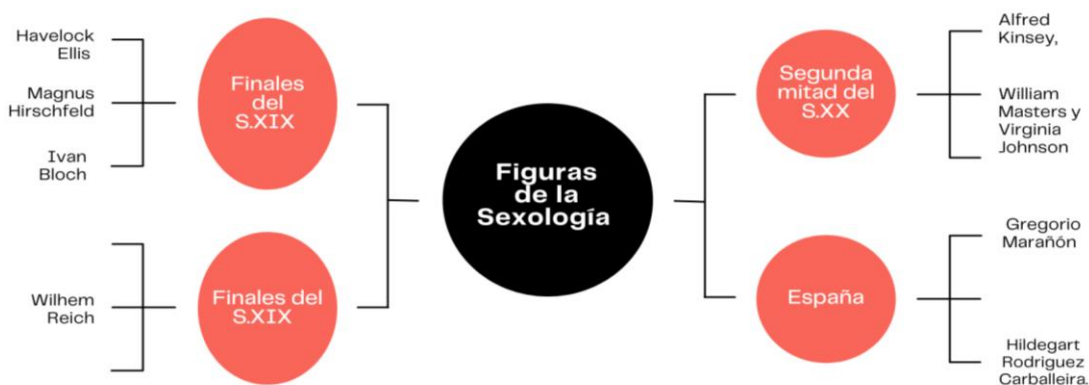 Havelock
Ellis
Magnus
Hirschfeld
Ivan
Bloch
Finales
del
S.XIX
Wilhem
Reich
Finales del
S.XIX
Figuras
de la
Sexología
Segunda
mitad del
S.XX
Alfred
Kinsey,
William
Masters y
Virginia
Johnson
España
Gregorio
Marañón
Hildegart
Rodriguez
Carballeira.